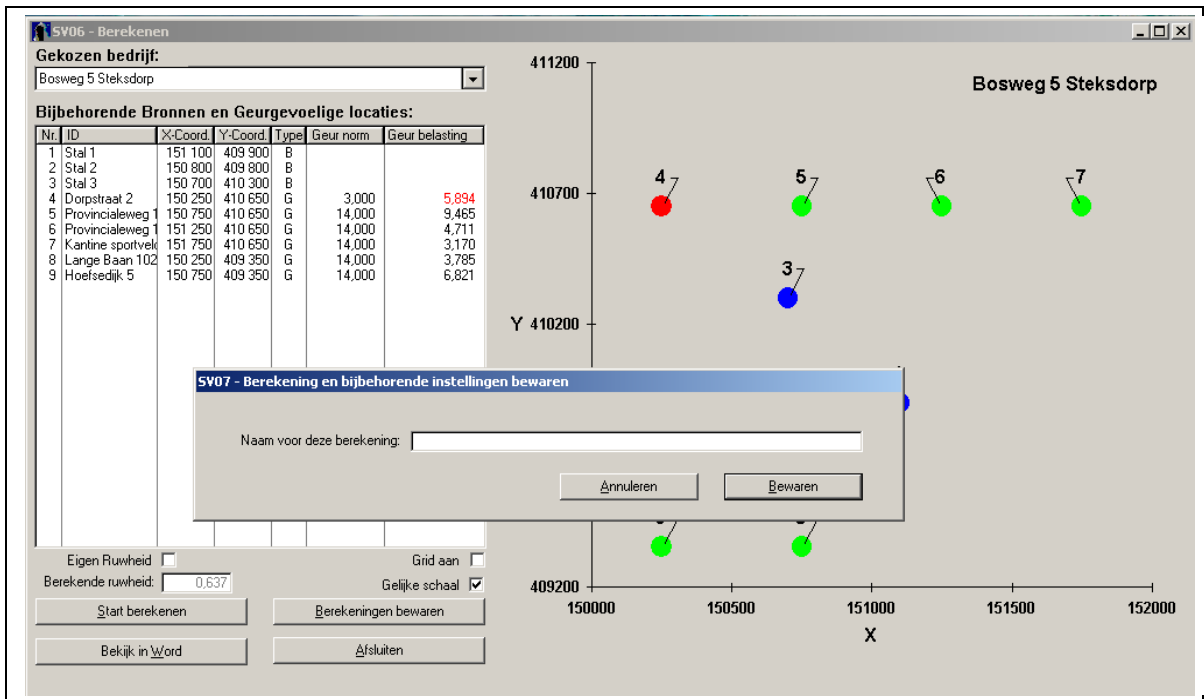 SV06 - Berekenen
Gekozen bedrijf:
Bosweg 5 Steksdorp
Bijbehorende Bronnen en Geurgevoelige locaties:
Nr. ID X-Coord. Y-Coord. Type Geur norm Geur belasting
1 Stal 1 151 100 409 900 B
2 Stal 2 150 800 409 800 B
3 Stal 3 150 700 410 300 B
4 Dorpstraat 2 150 250 410 650 G 3,000 5,894
5 Provincialeweg 1 150 750 410 650 G 14,000 9,465
6 Provincialeweg 1 151 250 410 650 G 14,000 4,711
7 Kantine sportveld 151 750 410 650 G 14,000 3,170
8 Lange Baan 102 150 250 409 350 G 14,000 3,785
9 Hoefsedijk 5 150 750 409 350 G 14,000 6,821
Eigen Ruwheid
Grid aan
Berekende ruwheid: 0,637
Gelijke schaal
Start berekenen
Berekeningen bewaren
Bekijk in Word
Afsluiten
SV07 - Berekening en bijbehorende instellingen bewaren
Naam voor deze berekening:
Annuleren
Bewaren
Bosweg 5 Steksdorp
411200
410700
Y 410200
409200
4
5
6
7
3
150000 150500 151000 151500 152000
X